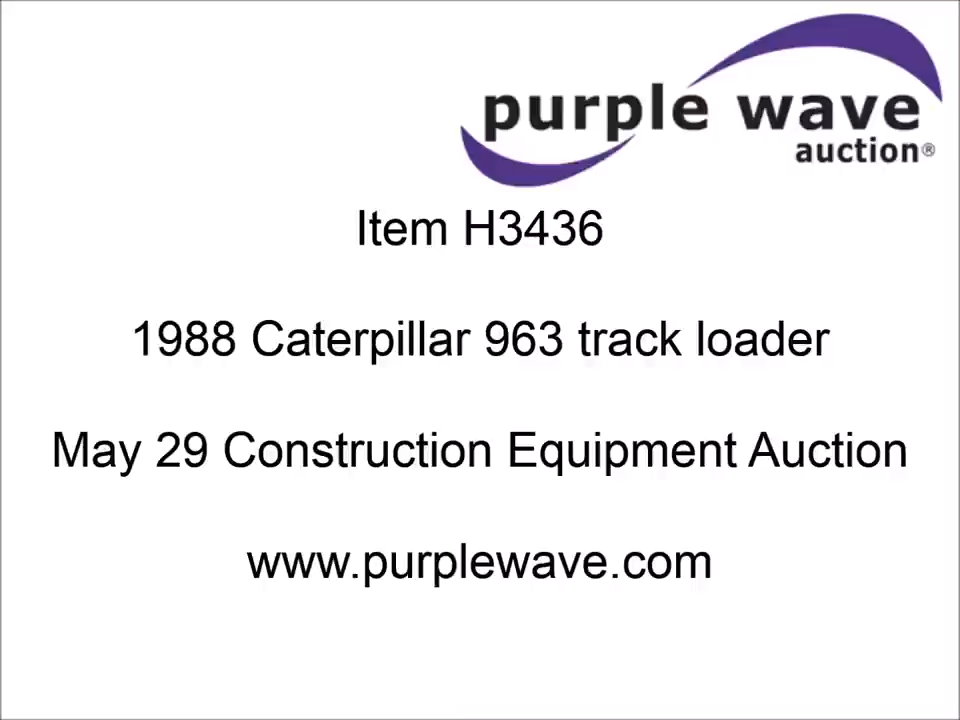 purple wave
auction®
Item H3436
1988 Caterpillar 963 track loader
May 29 Construction Equipment Auction
www.purplewave.com